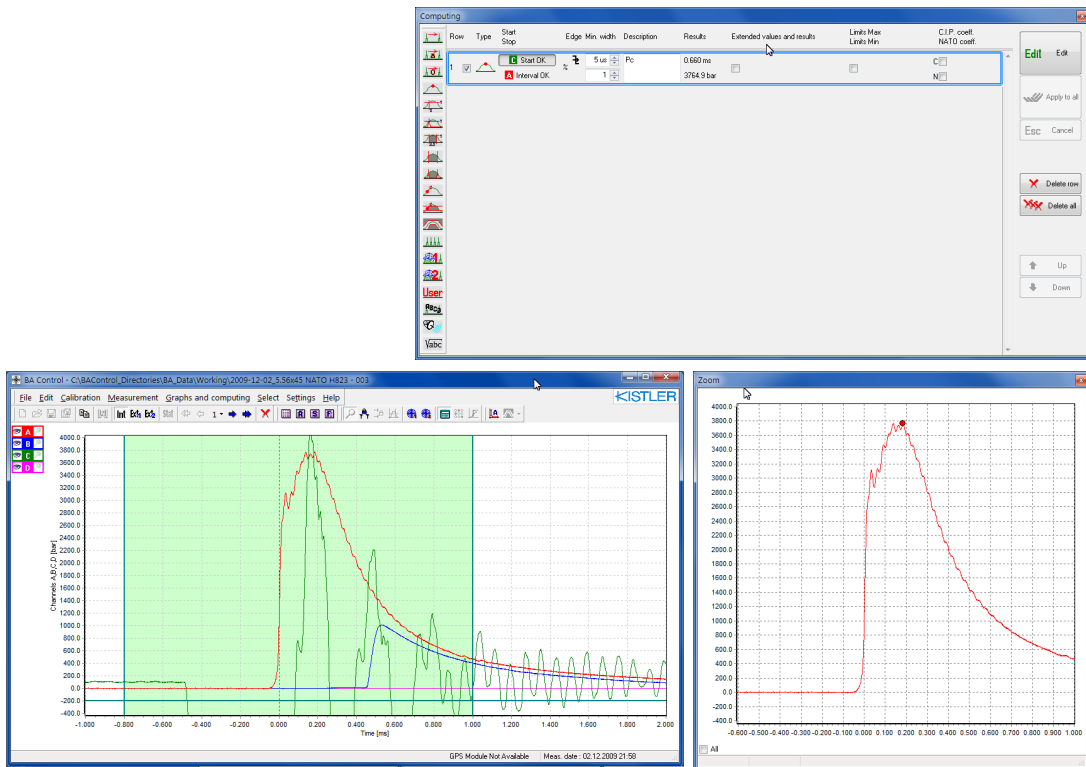 Computing
Row Type Start Stop Edge Min. width Description Results Extended values and results Limits Max Limits Min C.I.P. coeff. NATO coeff.
1 C Start OK % 5 us Pc 0.660 ms C
A Interval OK 1 3764.9 bar N
Edit Edit
Apply to all
Esc Cancel
Delete row
Delete all
Up
Down
1
2
User
ABCD
√abc
BA Control - C:\BAControl_Directories\BA_Data\Working\2009-12-02_5.56x45 NATO H823 - 003
File Edit Calibration Measurement Graphs and computing Select Settings Help
KISTLER
Int Ext1 Ext2 1
A S
A
B
C
D
Channels A,B,C,D [bar]
4000.0
3800.0
3600.0
3400.0
3200.0
3000.0
2800.0
2600.0
2400.0
2200.0
2000.0
1800.0
1600.0
1400.0
1200.0
1000.0
800.0
600.0
400.0
200.0
0.0
-200.0
-400.0
-1.000 -0.800 -0.600 -0.400 -0.200 0.000 0.200 0.400 0.600 0.800 1.000 1.200 1.400 1.600 1.800 2.000
Time [ms]
GPS Module Not Available Meas. date : 02.12.2009 21:58
Zoom
4000.0
3800.0
3600.0
3400.0
3200.0
3000.0
2800.0
2600.0
2400.0
2200.0
2000.0
1800.0
1600.0
1400.0
1200.0
1000.0
800.0
600.0
400.0
200.0
0.0
-200.0
-400.0
-0.600 -0.500 -0.400 -0.300 -0.200 -0.100 0.000 0.100 0.200 0.300 0.400 0.500 0.600 0.700 0.800 0.900 1.000
All